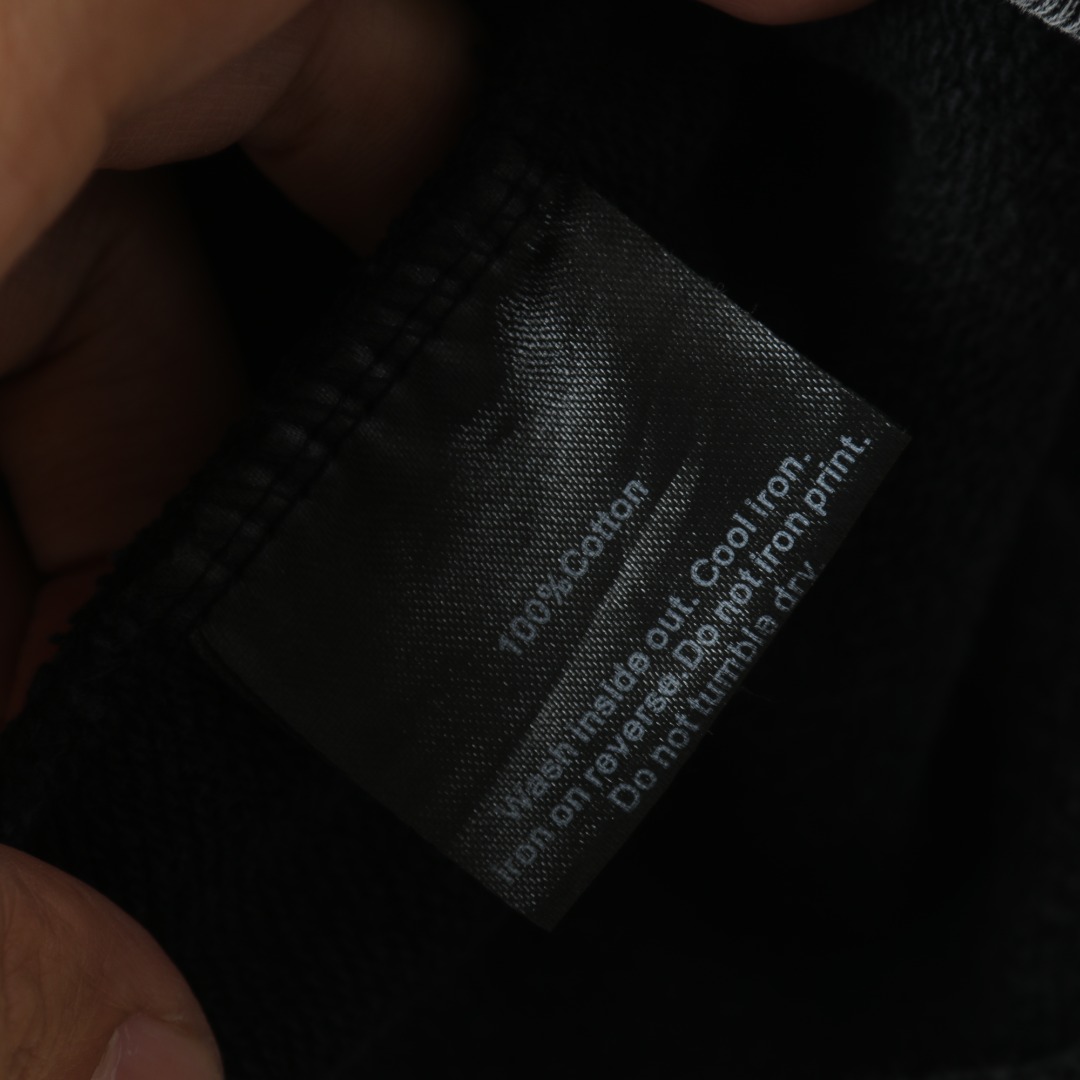 100%Cotton
Wash inside out. Cool iron.
iron on reverse.Do not iron print.
Do not tumble dry.